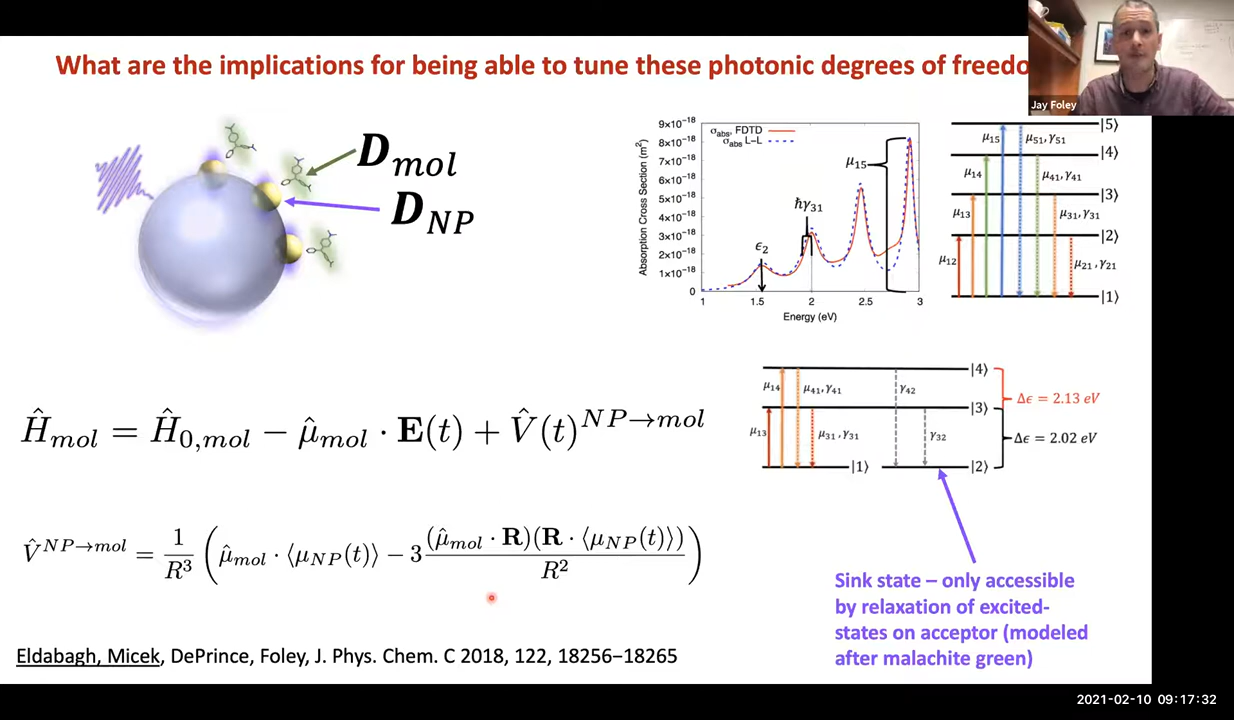 What are the implications for being able to tune these photonic degrees of freedo
Jay Foley
D_mol
D_NP
Absorption Cross Section (m²)
9×10⁻¹⁸
8×10⁻¹⁸
7×10⁻¹⁸
6×10⁻¹⁸
5×10⁻¹⁸
4×10⁻¹⁸
3×10⁻¹⁸
2×10⁻¹⁸
1×10⁻¹⁸
0
σabs, FDTD
σabs L-L
μ₁₅
ħγ₃₁
ϵ₂
1 1.5 2 2.5 3
Energy (eV)
|5⟩
μ₁₅ μ₅₁, γ₅₁
|4⟩
μ₁₄ μ₄₁, γ₄₁
|3⟩
μ₁₃ μ₃₁, γ₃₁
|2⟩
μ₁₂ μ₂₁, γ₂₁
|1⟩
Ĥ_mol = Ĥ_0,mol − μ̂_mol · E(t) + V̂(t)^NP→mol
|4⟩
μ₁₄ μ₄₁, γ₄₁ γ₄₂
Δϵ = 2.13 eV
|3⟩
μ₁₃ μ₃₁, γ₃₁ γ₃₂
Δϵ = 2.02 eV
|1⟩ |2⟩
V̂^NP→mol = 1/R³ ( μ̂_mol · ⟨μ_NP(t)⟩ − 3 (μ̂_mol · R)(R · ⟨μ_NP(t)⟩)/R² )
Sink state – only accessible
by relaxation of excited-
states on acceptor (modeled
after malachite green)
Eldabagh, Micek, DePrince, Foley, J. Phys. Chem. C 2018, 122, 18256−18265
2021-02-10 09:17:32